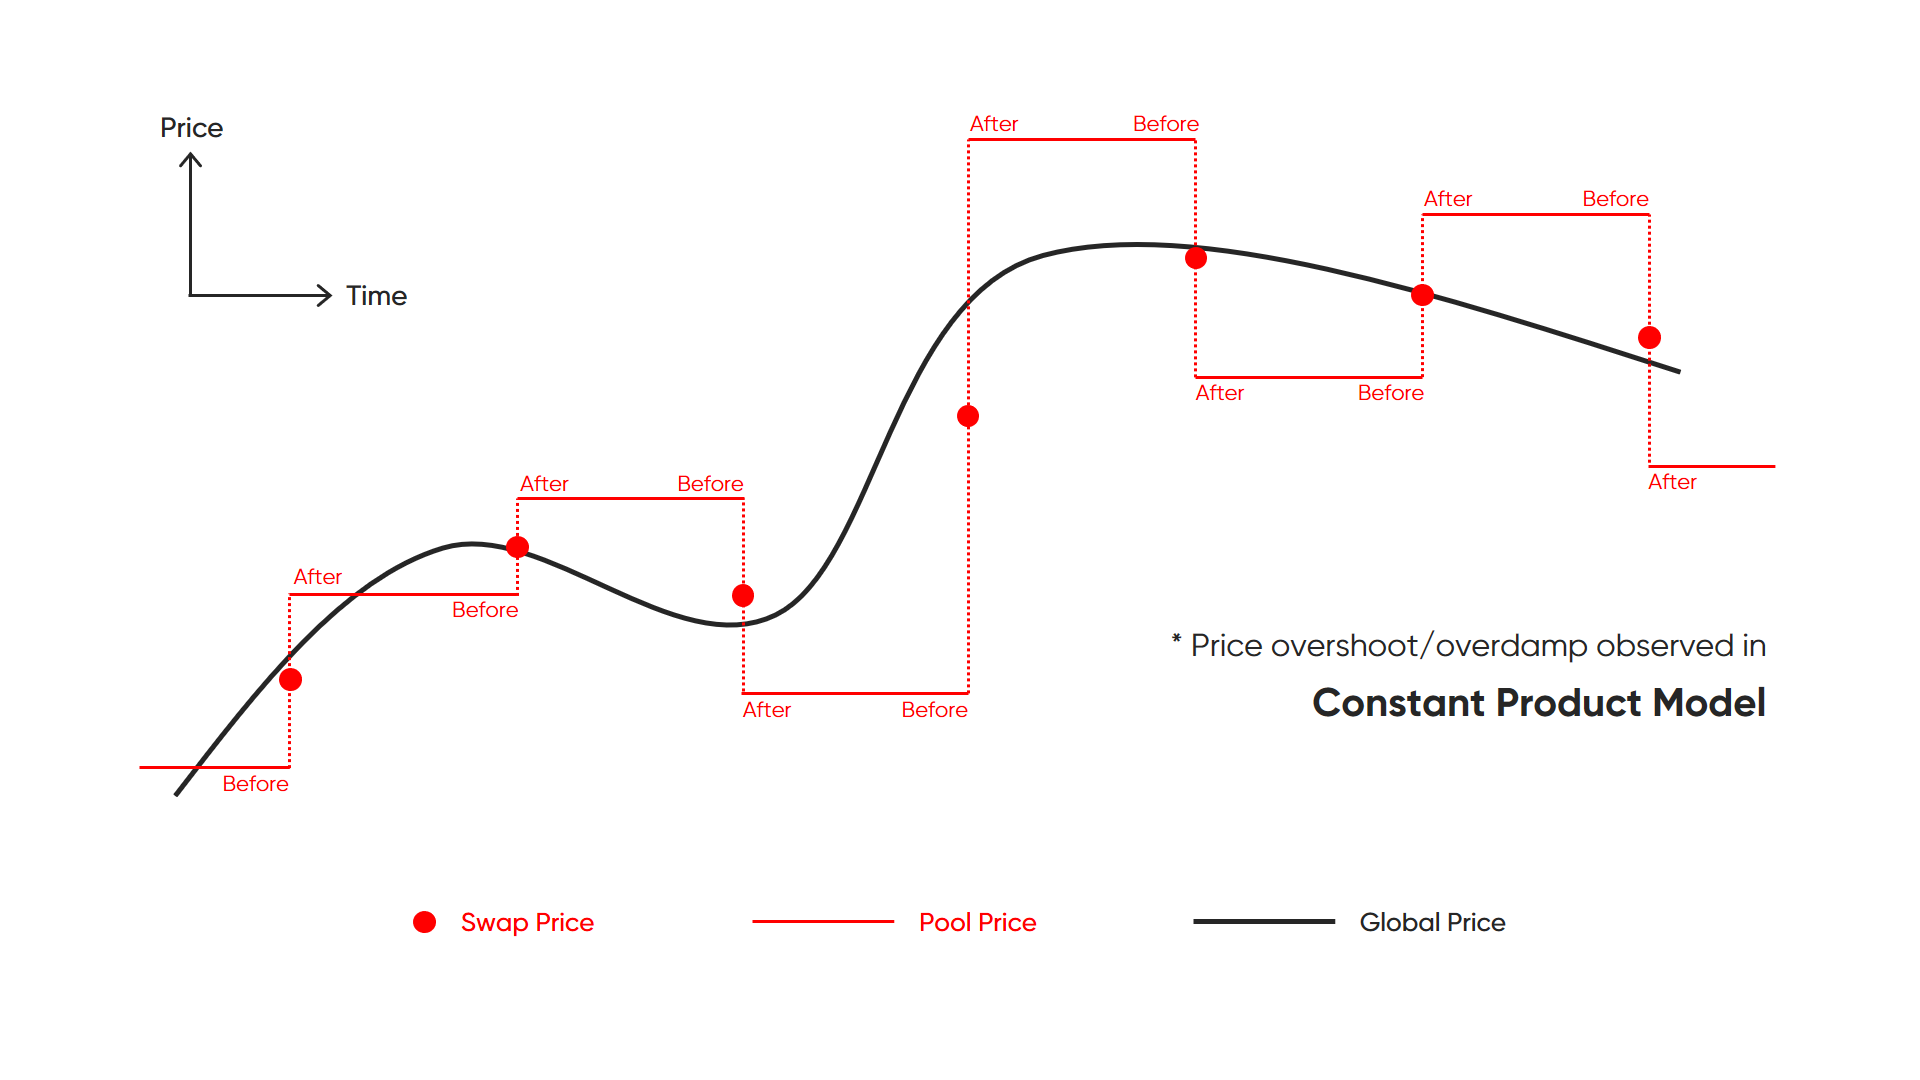 Price
Time
After Before
After Before
After Before
After Before
After
After Before
After
Before
After Before
Before
* Price overshoot/overdamp observed in
Constant Product Model
Swap Price
Pool Price
Global Price